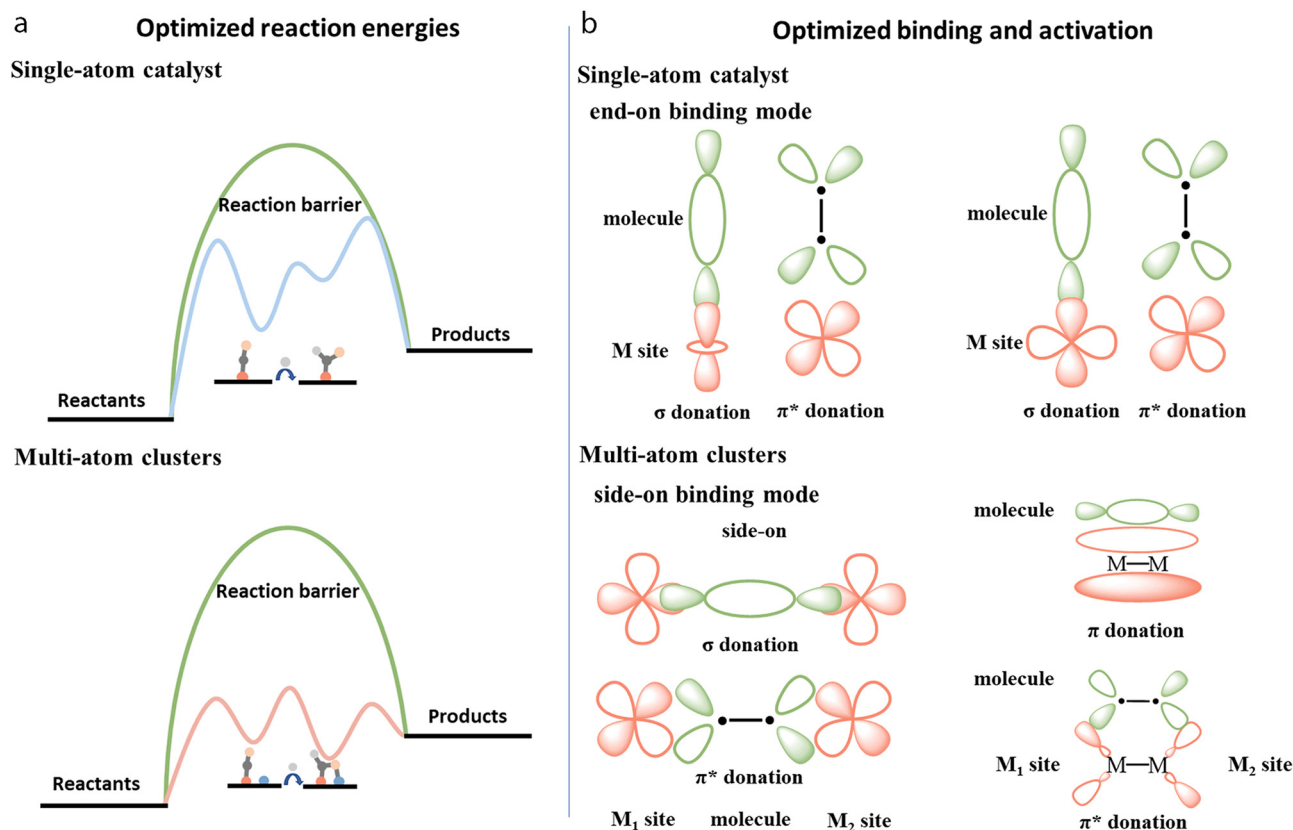 a
Optimized reaction energies
Single-atom catalyst
Reaction barrier
Products
Reactants
Multi-atom clusters
Reaction barrier
Products
Reactants
b
Optimized binding and activation
Single-atom catalyst
end-on binding mode
molecule
M site
σ donation
π* donation
molecule
M site
σ donation
π* donation
Multi-atom clusters
side-on binding mode
side-on
σ donation
π* donation
M₁ site
molecule
M₂ site
molecule
M—M
π donation
molecule
M₁ site
M—M
M₂ site
π* donation